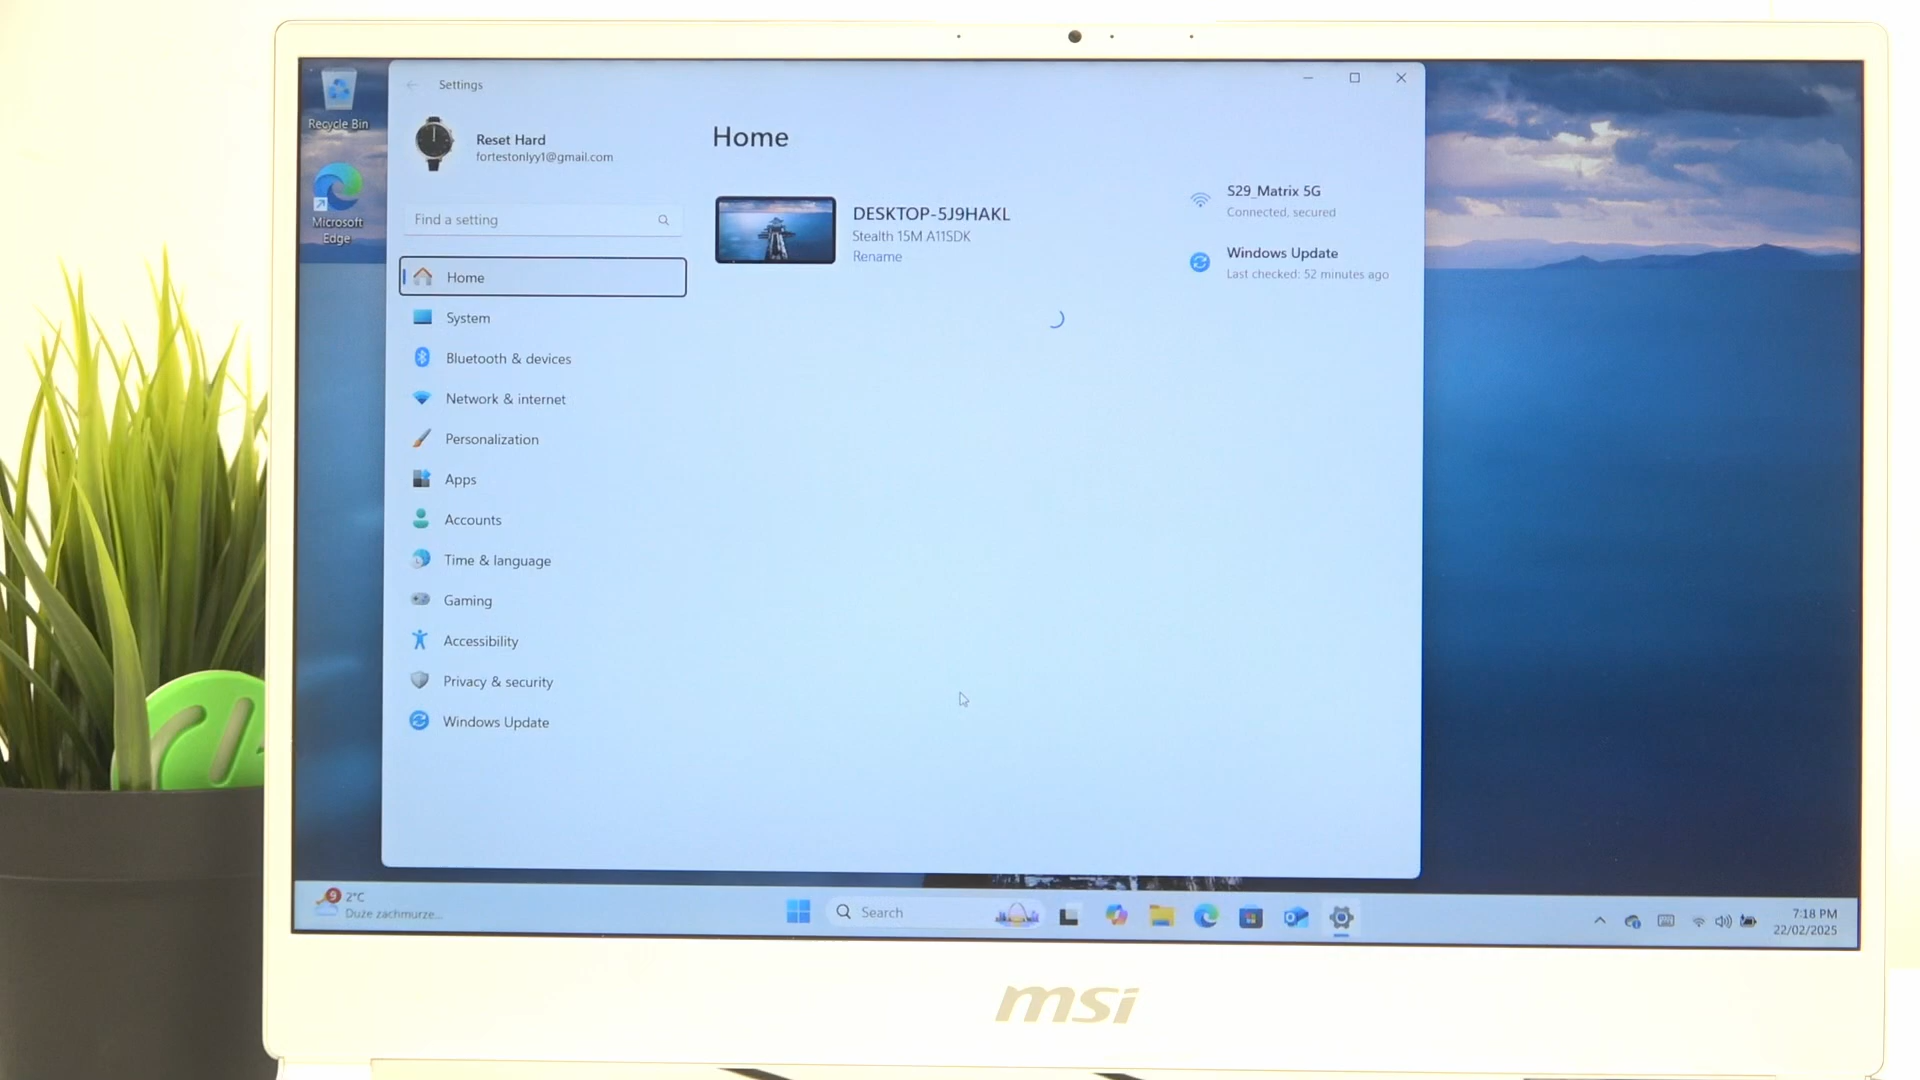 Recycle Bin
Microsoft
Edge
Settings
Reset Hard
fortestonlyy1@gmail.com
Find a setting
Home
System
Bluetooth & devices
Network & internet
Personalization
Apps
Accounts
Time & language
Gaming
Accessibility
Privacy & security
Windows Update
Home
DESKTOP-5J9HAKL
Stealth 15M A11SDK
Rename
S29_Matrix 5G
Connected, secured
Windows Update
Last checked: 52 minutes ago
9
2°C
Duże zachmurze...
Search
7:18 PM
22/02/2025
msi